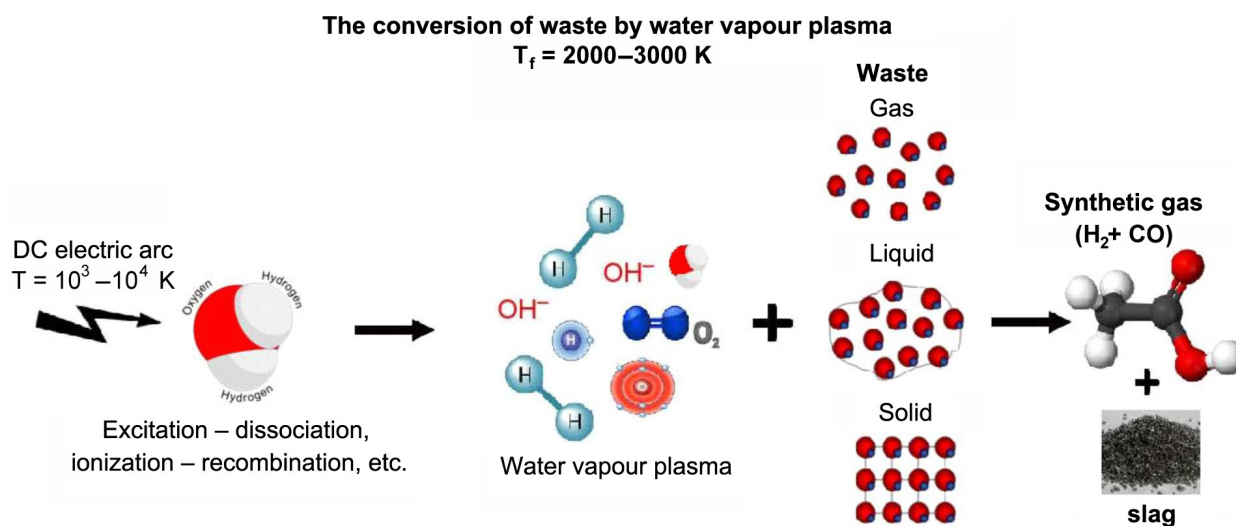 The conversion of waste by water vapour plasma
T_f = 2000–3000 K
DC electric arc
T = 10³ –10⁴ K
Oxygen
Hydrogen
Hydrogen
Excitation – dissociation,
ionization – recombination, etc.
H
H
OH⁻
OH⁻
H
O₂
H
H
Water vapour plasma
+
Waste
Gas
Liquid
Solid
Synthetic gas
(H₂+ CO)
+
slag